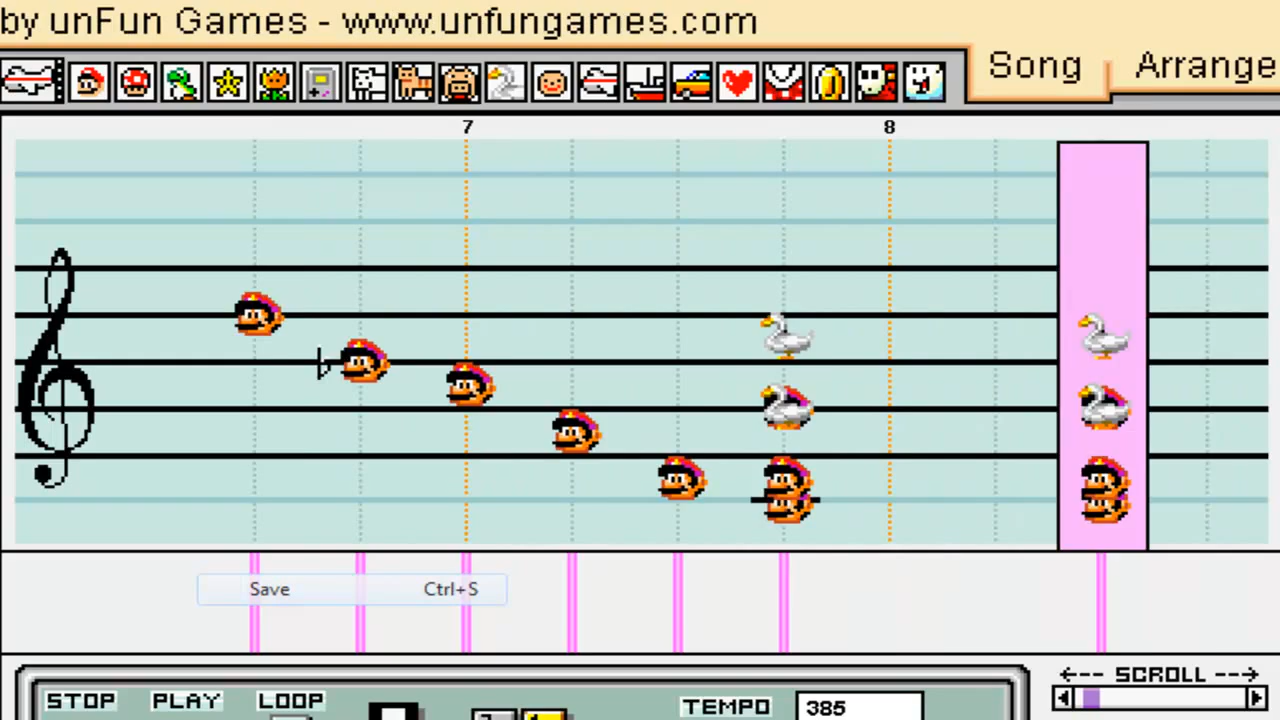 by unFun Games - www.unfungames.com
Song Arrange
7 8
Save Ctrl+S
<--- SCROLL --->
STOP PLAY LOOP TEMPO 385